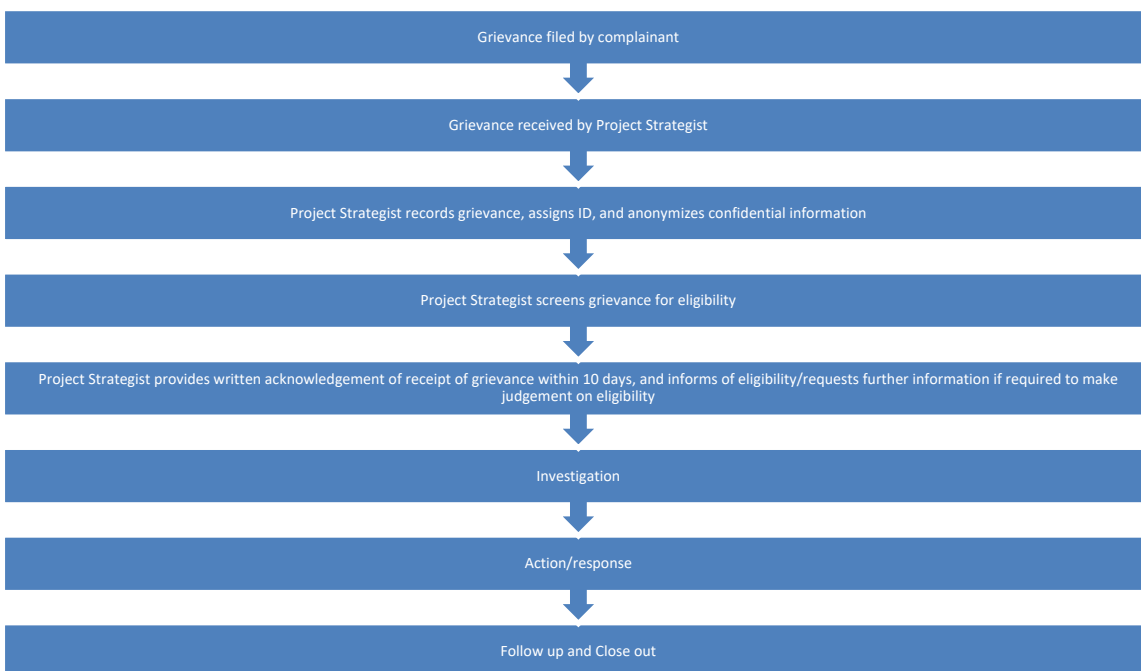 Grievance filed by complainant
Grievance received by Project Strategist
Project Strategist records grievance, assigns ID, and anonymizes confidential information
Project Strategist screens grievance for eligibility
Project Strategist provides written acknowledgement of receipt of grievance within 10 days, and informs of eligibility/requests further information if required to make
judgement on eligibility
Investigation
Action/response
Follow up and Close out